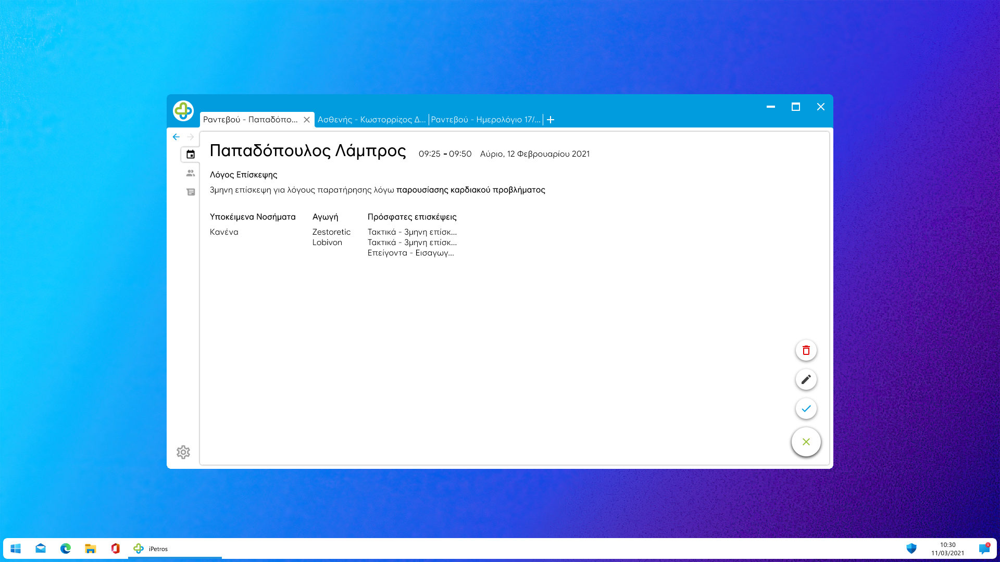 Ραντεβού - Παπαδόπο...
Ασθενής - Κωστορρίζος Δ...
Ραντεβού - Ημερολόγιο 17/...
Παπαδόπουλος Λάμπρος
09:25 - 09:50
Αύριο, 12 Φεβρουαρίου 2021
Λόγος Επίσκεψης
3μηνη επίσκεψη για λόγους παρατήρησης λόγω παρουσίασης καρδιακού προβλήματος
Υποκέιμενα Νοσήματα
Κανένα
Αγωγή
Zestoretic
Lobivon
Πρόσφατες επισκέψεις
Τακτικά - 3μηνη επίσκ...
Τακτικά - 3μηνη επίσκ...
Επείγοντα - Εισαγωγ...
iPetros
10:30
11/03/2021
1